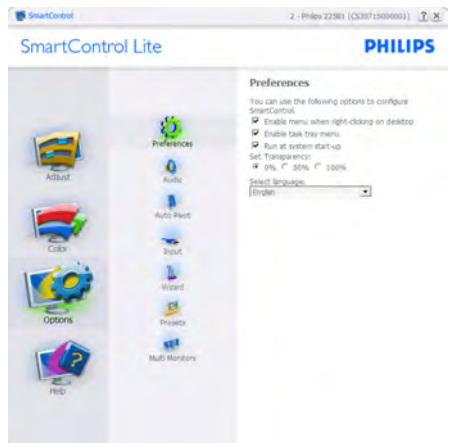 SmartControl
2 - Philips 225B1 (CS39715000001)
SmartControl Lite
PHILIPS
Adjust
Color
Options
Help
Preferences
Audio
Auto Pivot
Input
Wizard
Presets
Multi Monitors
Preferences
You can use the following options to configure
SmartControl.
Enable menu when right-clicking on desktop
Enable task tray menu
Run at system start-up
Set Transparency:
0% 50% 100%
Select language:
English